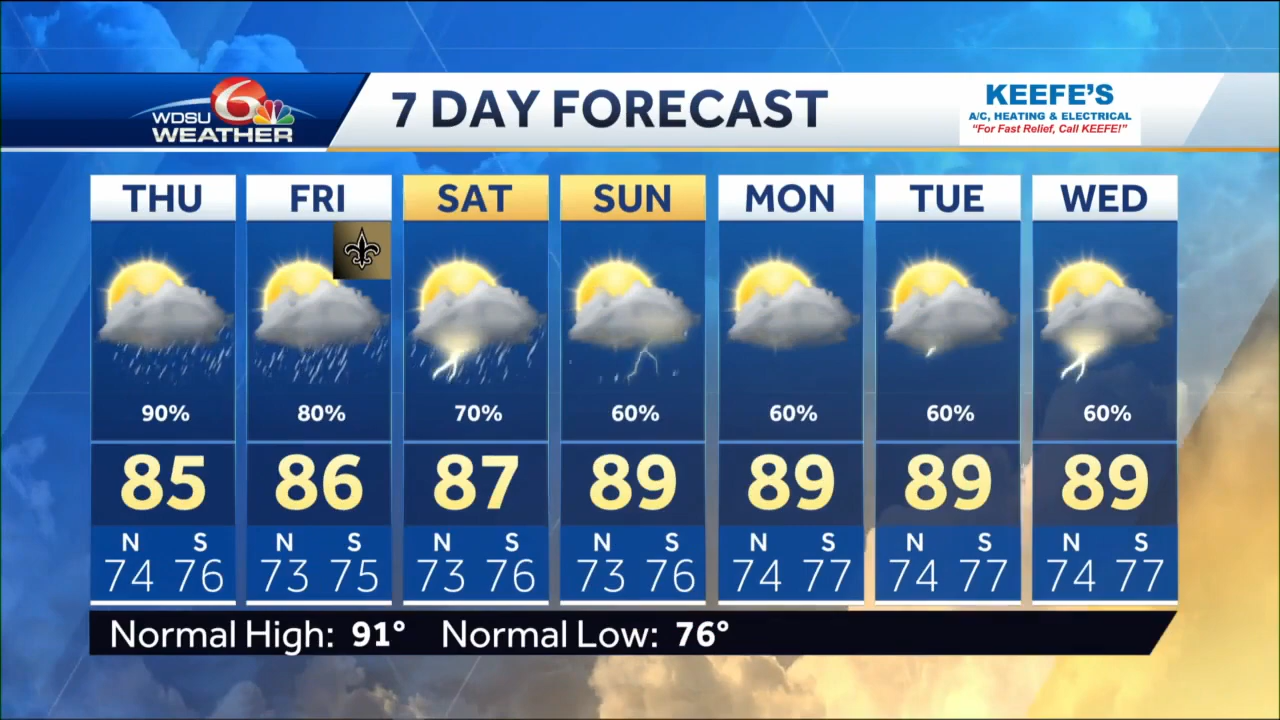 WDSU 6
WEATHER
7 DAY FORECAST
KEEFE'S
A/C, HEATING & ELECTRICAL
"For Fast Relief, Call KEEFE!"
THU FRI SAT SUN MON TUE WED
90% 80% 70% 60% 60% 60% 60%
85 86 87 89 89 89 89
N S N S N S N S N S N S N S
74 76 73 75 73 76 73 76 74 77 74 77 74 77
Normal High: 91° Normal Low: 76°